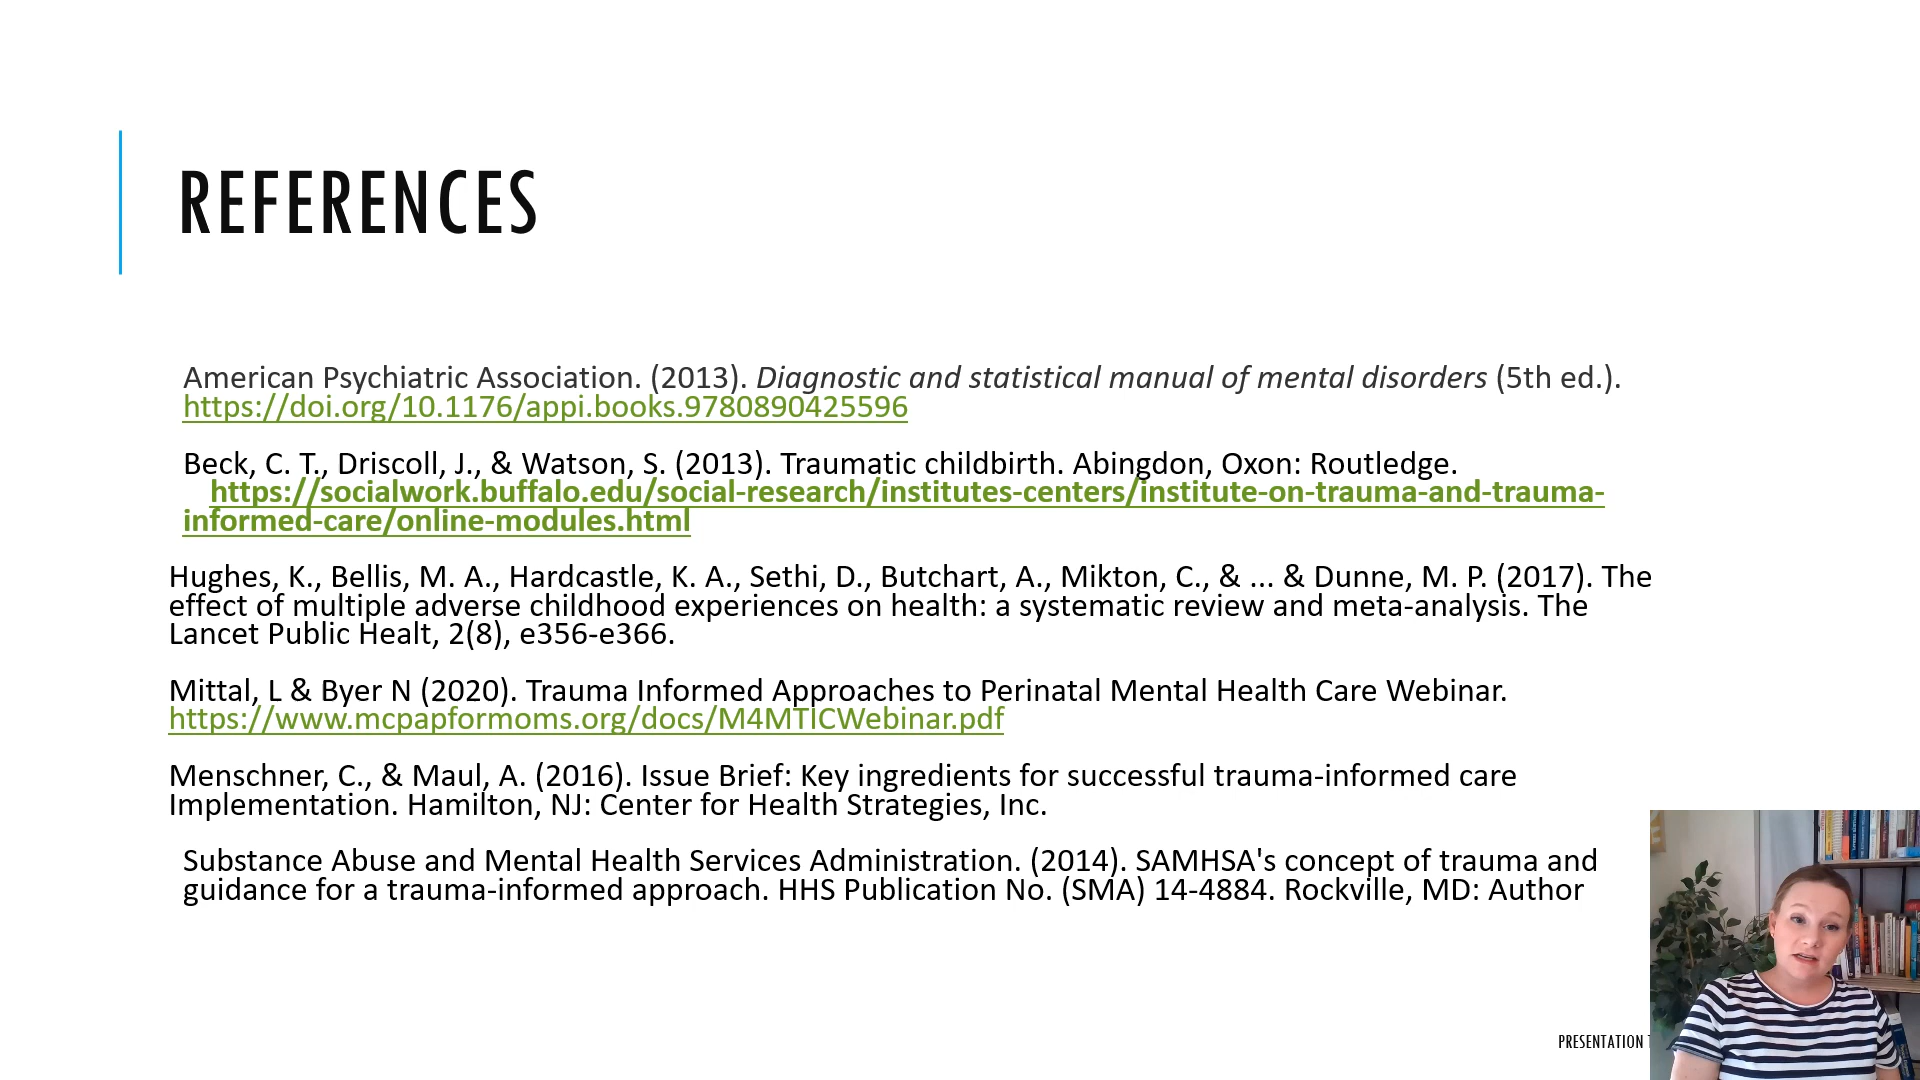 REFERENCES
American Psychiatric Association. (2013). Diagnostic and statistical manual of mental disorders (5th ed.).
https://doi.org/10.1176/appi.books.9780890425596
Beck, C. T., Driscoll, J., & Watson, S. (2013). Traumatic childbirth. Abingdon, Oxon: Routledge.
https://socialwork.buffalo.edu/social-research/institutes-centers/institute-on-trauma-and-trauma-
informed-care/online-modules.html
Hughes, K., Bellis, M. A., Hardcastle, K. A., Sethi, D., Butchart, A., Mikton, C., & ... & Dunne, M. P. (2017). The
effect of multiple adverse childhood experiences on health: a systematic review and meta-analysis. The
Lancet Public Healt, 2(8), e356-e366.
Mittal, L & Byer N (2020). Trauma Informed Approaches to Perinatal Mental Health Care Webinar.
https://www.mcpapformoms.org/docs/M4MTICWebinar.pdf
Menschner, C., & Maul, A. (2016). Issue Brief: Key ingredients for successful trauma-informed care
Implementation. Hamilton, NJ: Center for Health Strategies, Inc.
Substance Abuse and Mental Health Services Administration. (2014). SAMHSA's concept of trauma and
guidance for a trauma-informed approach. HHS Publication No. (SMA) 14-4884. Rockville, MD: Author
PRESENTATION